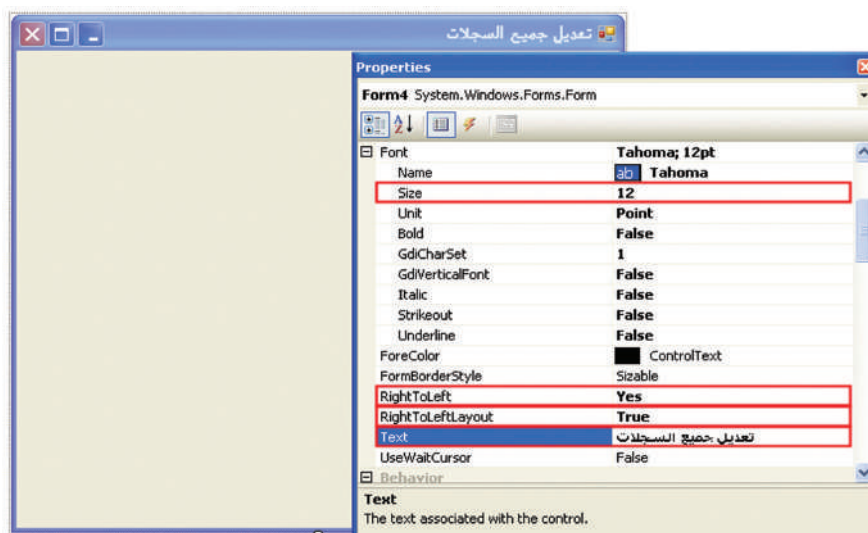 تعديل جميع السجلات
Properties
Form4 System.Windows.Forms.Form
Font Tahoma; 12pt
Name ab Tahoma
Size 12
Unit Point
Bold False
GdiCharSet 1
GdiVerticalFont False
Italic False
Strikeout False
Underline False
ForeColor ControlText
FormBorderStyle Sizable
RightToLeft Yes
RightToLeftLayout True
Text تعديل جميع السجلات
UseWaitCursor False
Behavior
Text
The text associated with the control.